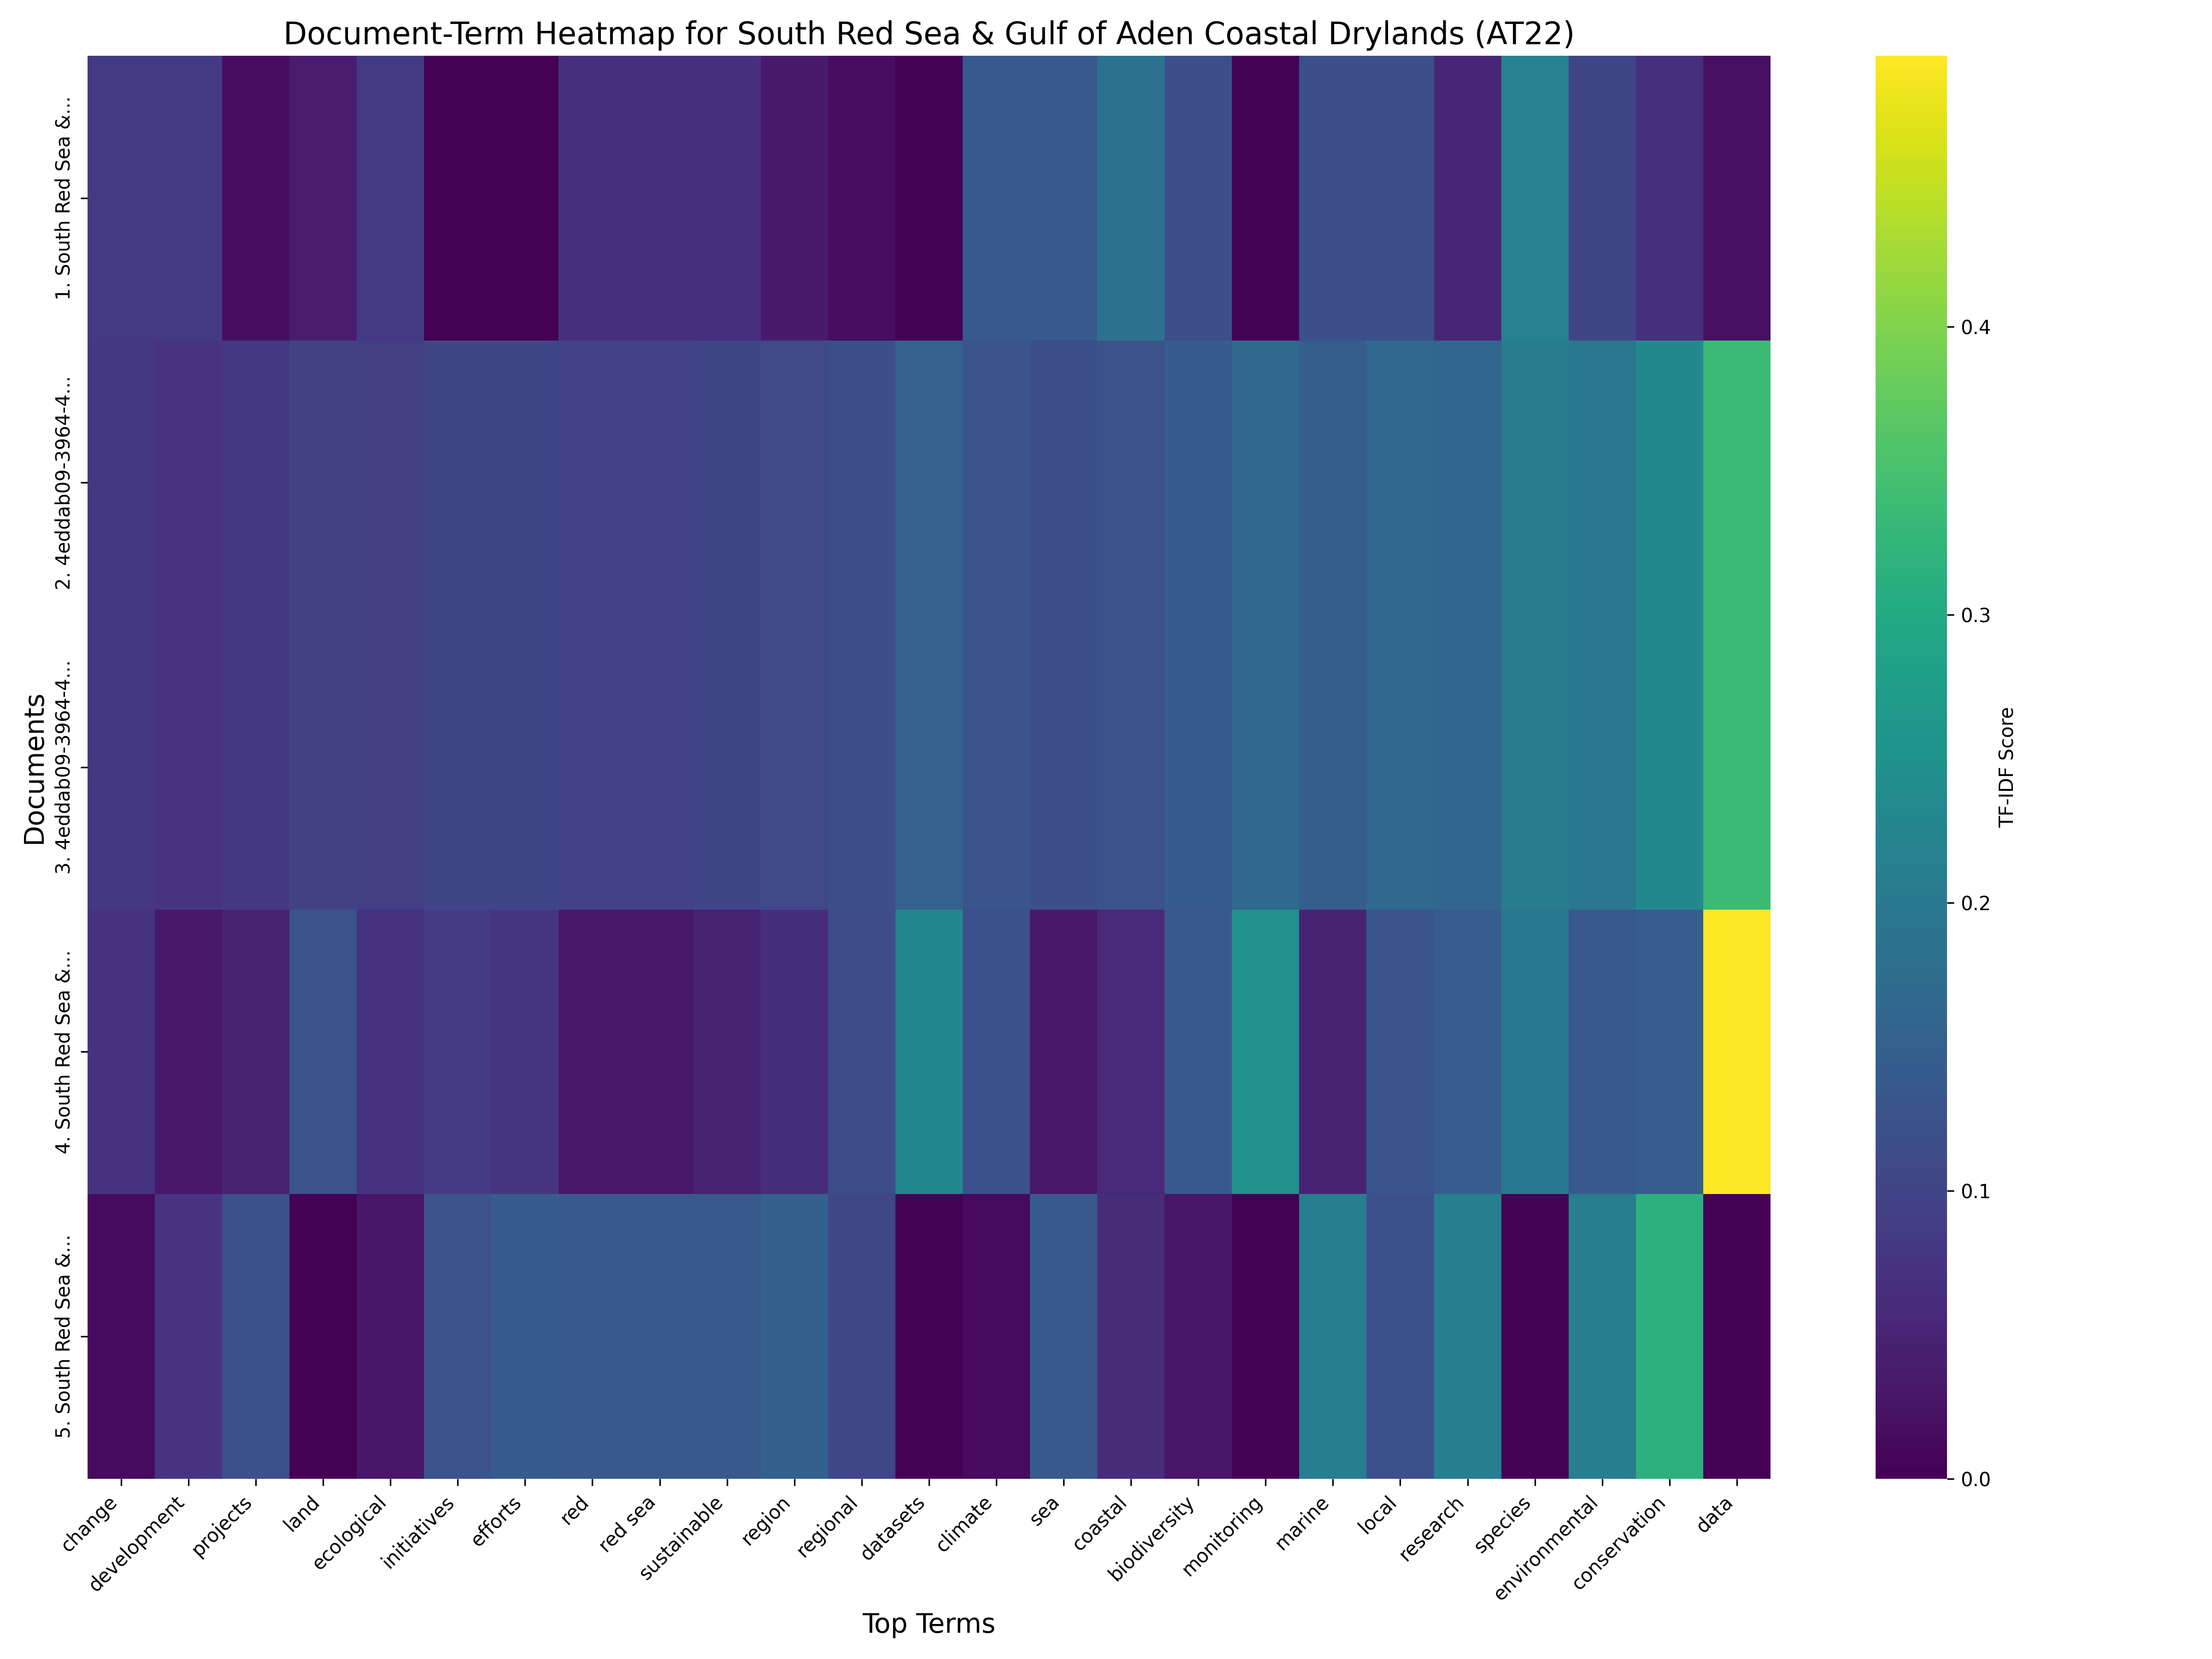 Document-Term Heatmap for South Red Sea & Gulf of Aden Coastal Drylands (AT22)
Documents
1. South Red Sea &...
2. 4eddab09-3964-4...
3. 4eddab09-3964-4...
4. South Red Sea &...
5. South Red Sea &...
change
development
projects
land
ecological
initiatives
efforts
red
red sea
sustainable
region
regional
datasets
climate
sea
coastal
biodiversity
monitoring
marine
local
research
species
environmental
conservation
data
Top Terms
0.4
0.3
0.2
0.1
0.0
TF-IDF Score